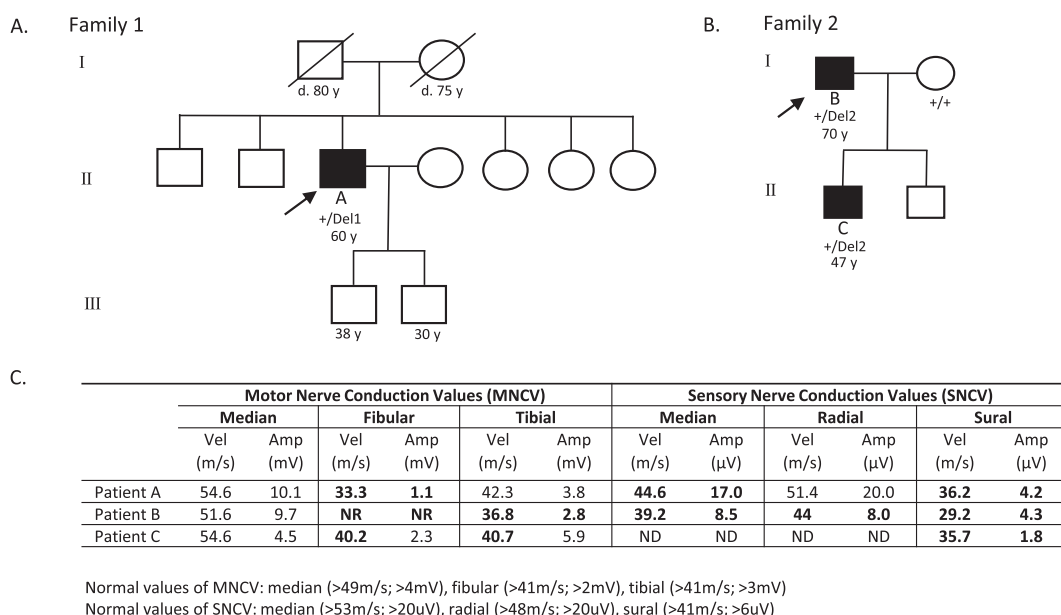 A. Family 1
B. Family 2
I
d. 80 y d. 75 y
II
A
+/Del1
60 y
III
38 y 30 y
I
B
+/Del2
70 y
+/+
II
C
+/Del2
47 y
C.
Motor Nerve Conduction Values (MNCV) Sensory Nerve Conduction Values (SNCV)
Median Fibular Tibial Median Radial Sural
Vel Amp Vel Amp Vel Amp Vel Amp Vel Amp Vel Amp
(m/s) (mV) (m/s) (mV) (m/s) (mV) (m/s) (µV) (m/s) (µV) (m/s) (µV)
Patient A 54.6 10.1 33.3 1.1 42.3 3.8 44.6 17.0 51.4 20.0 36.2 4.2
Patient B 51.6 9.7 NR NR 36.8 2.8 39.2 8.5 44 8.0 29.2 4.3
Patient C 54.6 4.5 40.2 2.3 40.7 5.9 ND ND ND ND 35.7 1.8
Normal values of MNCV: median (>49m/s; >4mV), fibular (>41m/s; >2mV), tibial (>41m/s; >3mV)
Normal values of SNCV: median (>53m/s; >20uV), radial (>48m/s; >20uV), sural (>41m/s; >6uV)